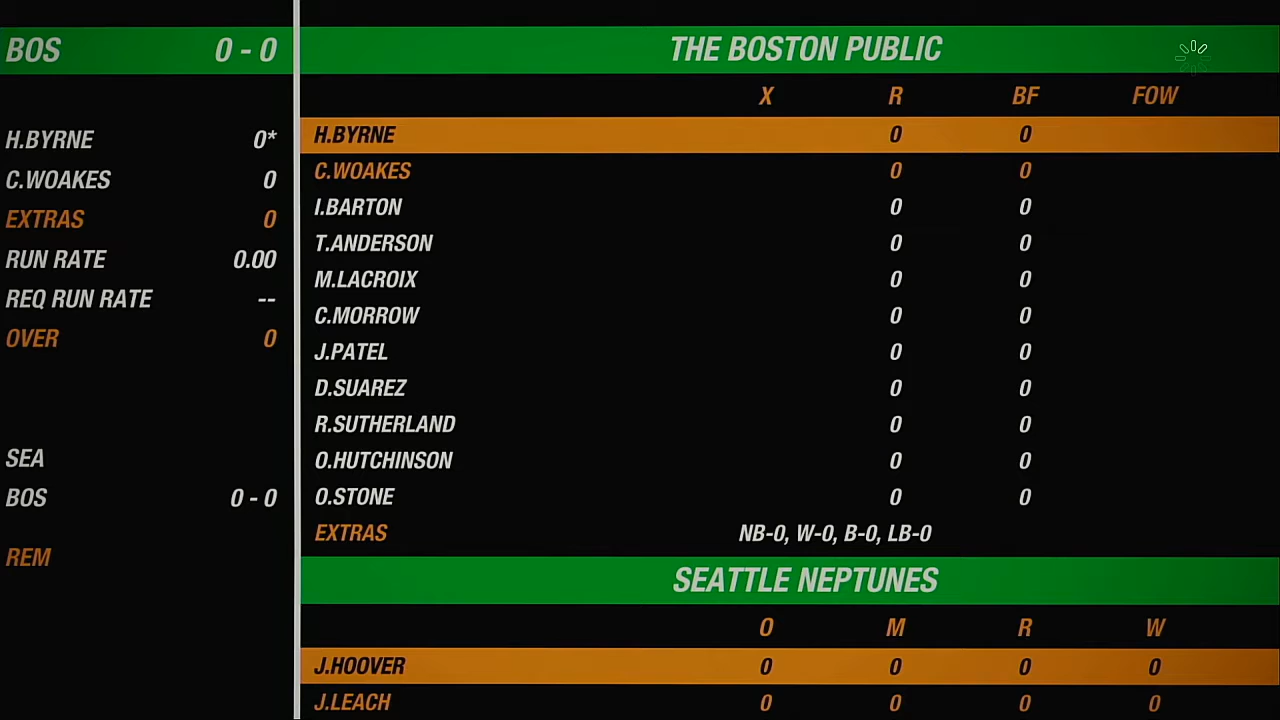 BOS 0 - 0
H.BYRNE 0*
C.WOAKES 0
EXTRAS 0
RUN RATE 0.00
REQ RUN RATE --
OVER 0
SEA
BOS 0 - 0
REM
THE BOSTON PUBLIC
X R BF FOW
H.BYRNE 0 0
C.WOAKES 0 0
I.BARTON 0 0
T.ANDERSON 0 0
M.LACROIX 0 0
C.MORROW 0 0
J.PATEL 0 0
D.SUAREZ 0 0
R.SUTHERLAND 0 0
O.HUTCHINSON 0 0
O.STONE 0 0
EXTRAS NB-0, W-0, B-0, LB-0
SEATTLE NEPTUNES
O M R W
J.HOOVER 0 0 0 0
J.LEACH 0 0 0 0